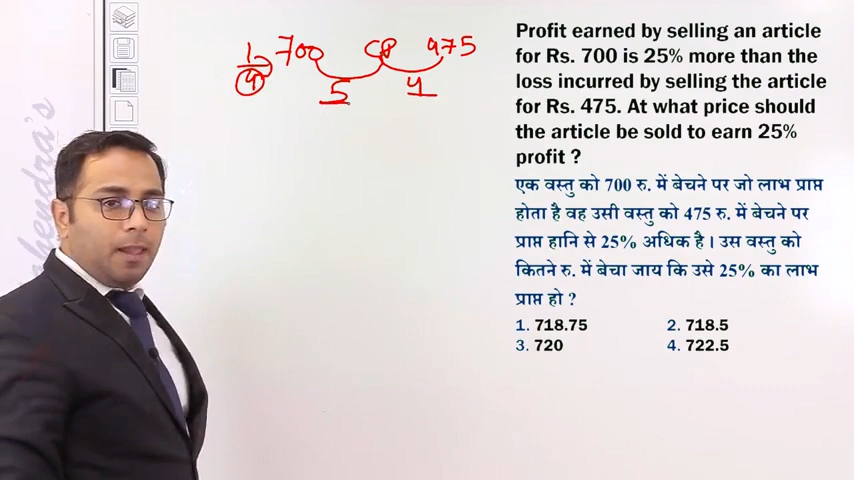 1/4 700 CP 475
5 4
Profit earned by selling an article
for Rs. 700 is 25% more than the
loss incurred by selling the article
for Rs. 475. At what price should
the article be sold to earn 25%
profit ?
एक वस्तु को 700 रु. में बेचने पर जो लाभ प्राप्त
होता है वह उसी वस्तु को 475 रु. में बेचने पर
प्राप्त हानि से 25% अधिक है। उस वस्तु को
कितने रु. में बेचा जाय कि उसे 25% का लाभ
प्राप्त हो ?
1. 718.75 2. 718.5
3. 720 4. 722.5